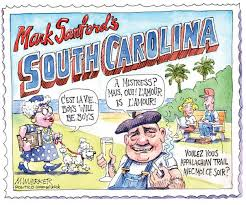 Mark Sanford's
SOUTH CAROLINA
C'EST LA VIE..
BOYS WILL
BE BOYS
A MISTRESS?
MAIS, OUI! L'AMOUR
IS L'AMOUR!
VOULEZ VOUS
APPALACHIAN TRAIL
AVEC MOI CE SOIR?
POLITICO